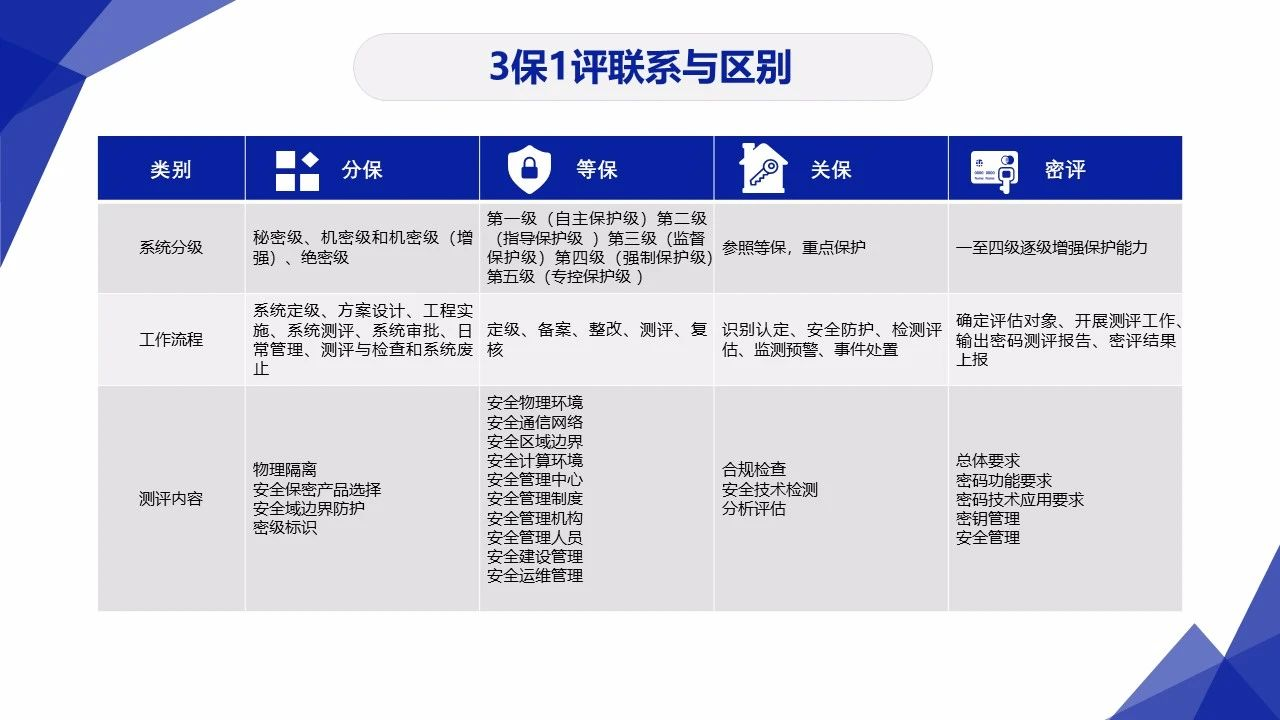 3保1评联系与区别
类别
分保
等保
关保
密评
系统分级
秘密级、机密级和机密级（增
强）、绝密级
第一级（自主保护级）第二级
（指导保护级 ）第三级（监督
保护级）第四级（强制保护级）
第五级（专控保护级 ）
参照等保，重点保护
一至四级逐级增强保护能力
工作流程
系统定级、方案设计、工程实
施、系统测评、系统审批、日
常管理、测评与检查和系统废
止
定级、备案、整改、测评、复
核
识别认定、安全防护、检测评
估、监测预警、事件处置
确定评估对象、开展测评工作、
输出密码测评报告、密评结果
上报
测评内容
物理隔离
安全保密产品选择
安全域边界防护
密级标识
安全物理环境
安全通信网络
安全区域边界
安全计算环境
安全管理中心
安全管理制度
安全管理机构
安全管理人员
安全建设管理
安全运维管理
合规检查
安全技术检测
分析评估
总体要求
密码功能要求
密码技术应用要求
密钥管理
安全管理